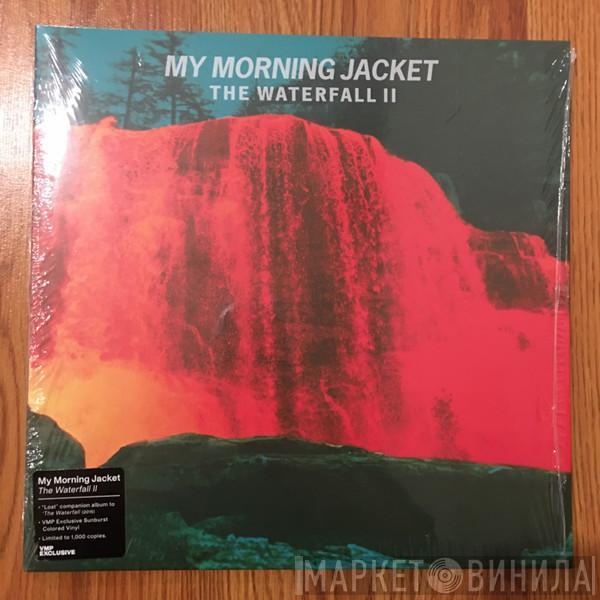 MY MORNING JACKET
THE WATERFALL II
My Morning Jacket
The Waterfall II
• "Lost" companion album to
'The Waterfall (2015)
• VMP Exclusive Sunburst
Colored Vinyl
• Limited to 1,000 copies.
VMP
EXCLUSIVE
МАРКЕТ ВИНИЛА